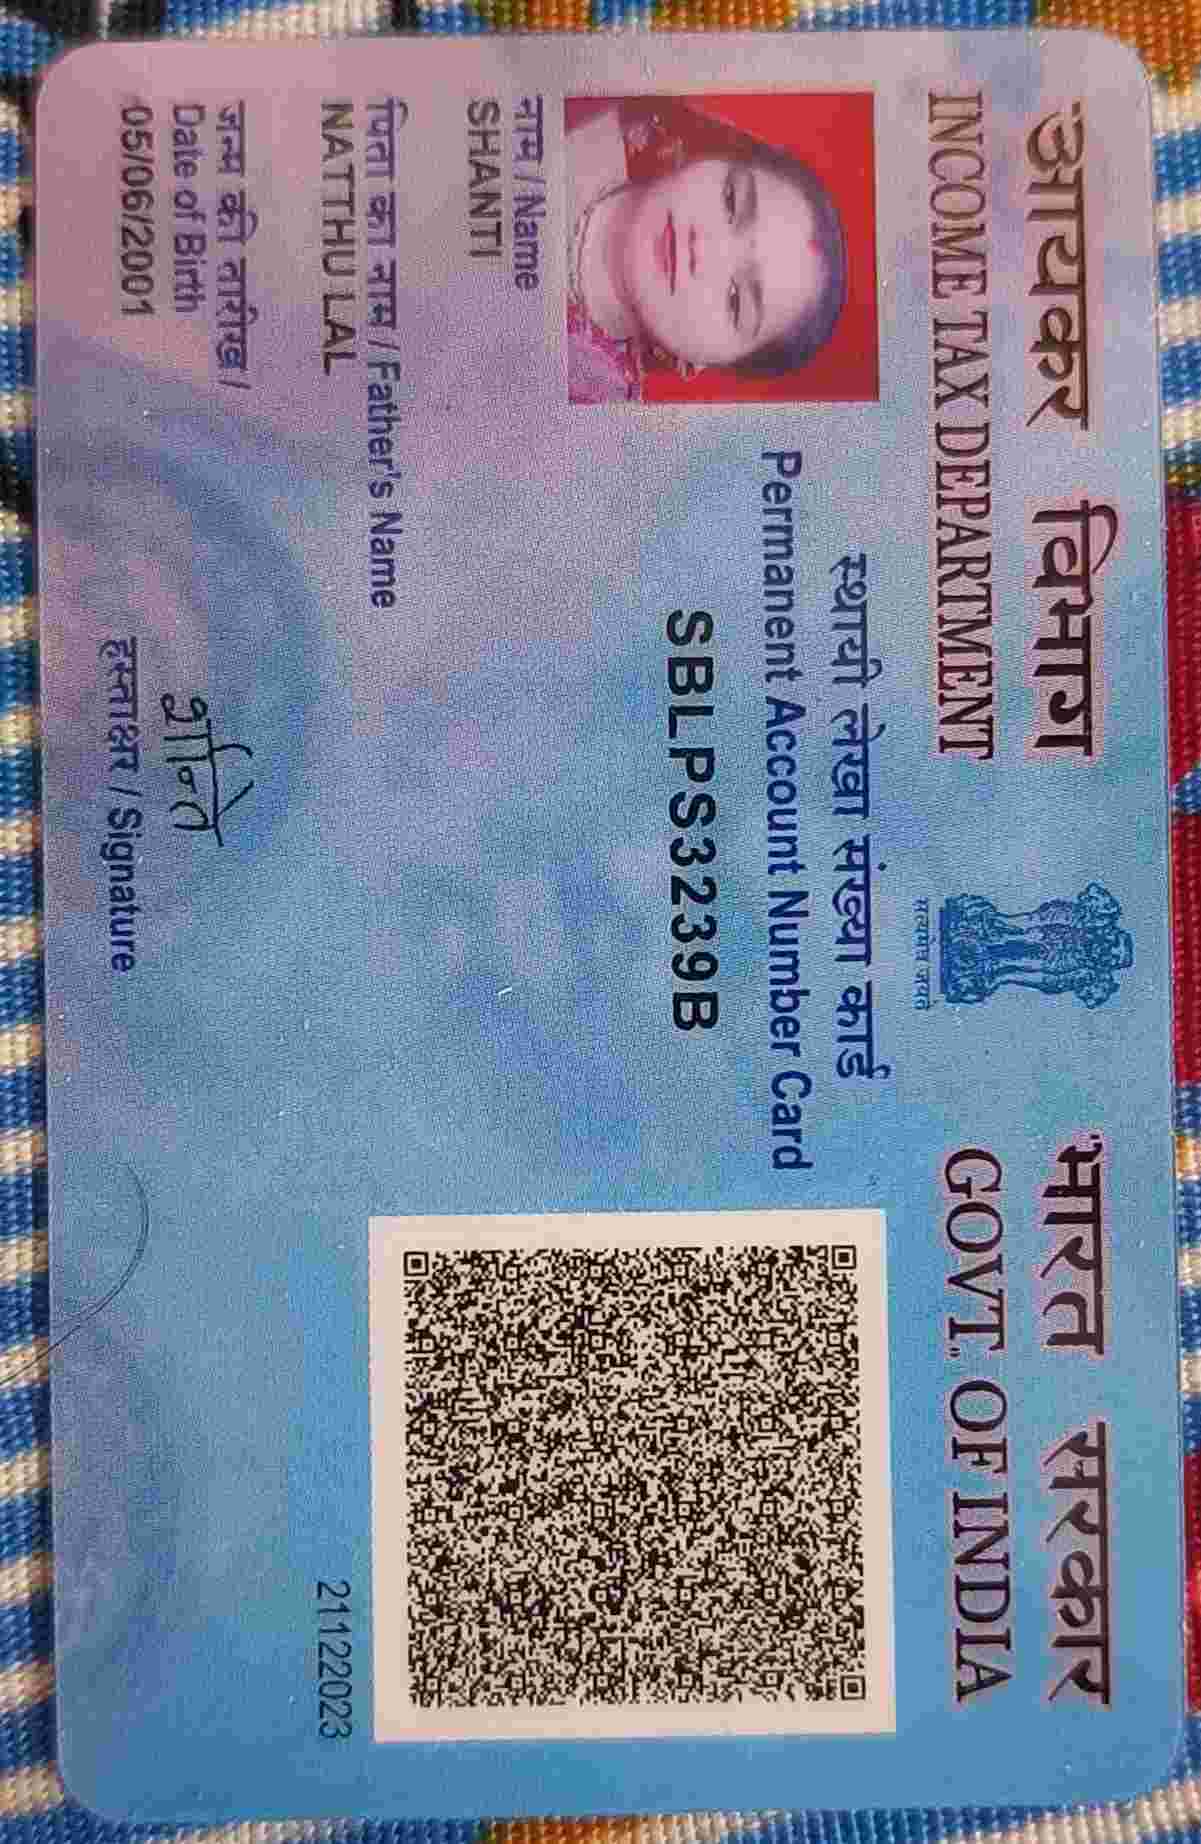 आयकर विभाग
INCOME TAX DEPARTMENT
सत्यमेव जयते
भारत सरकार
GOVT. OF INDIA
स्थायी लेखा संख्या कार्ड
Permanent Account Number Card
SBLPS3239B
नाम / Name
SHANTI
पिता का नाम / Father's Name
NATTHU LAL
जन्म की तारीख /
Date of Birth
05/06/2001
शान्ति
हस्ताक्षर / Signature
21122023